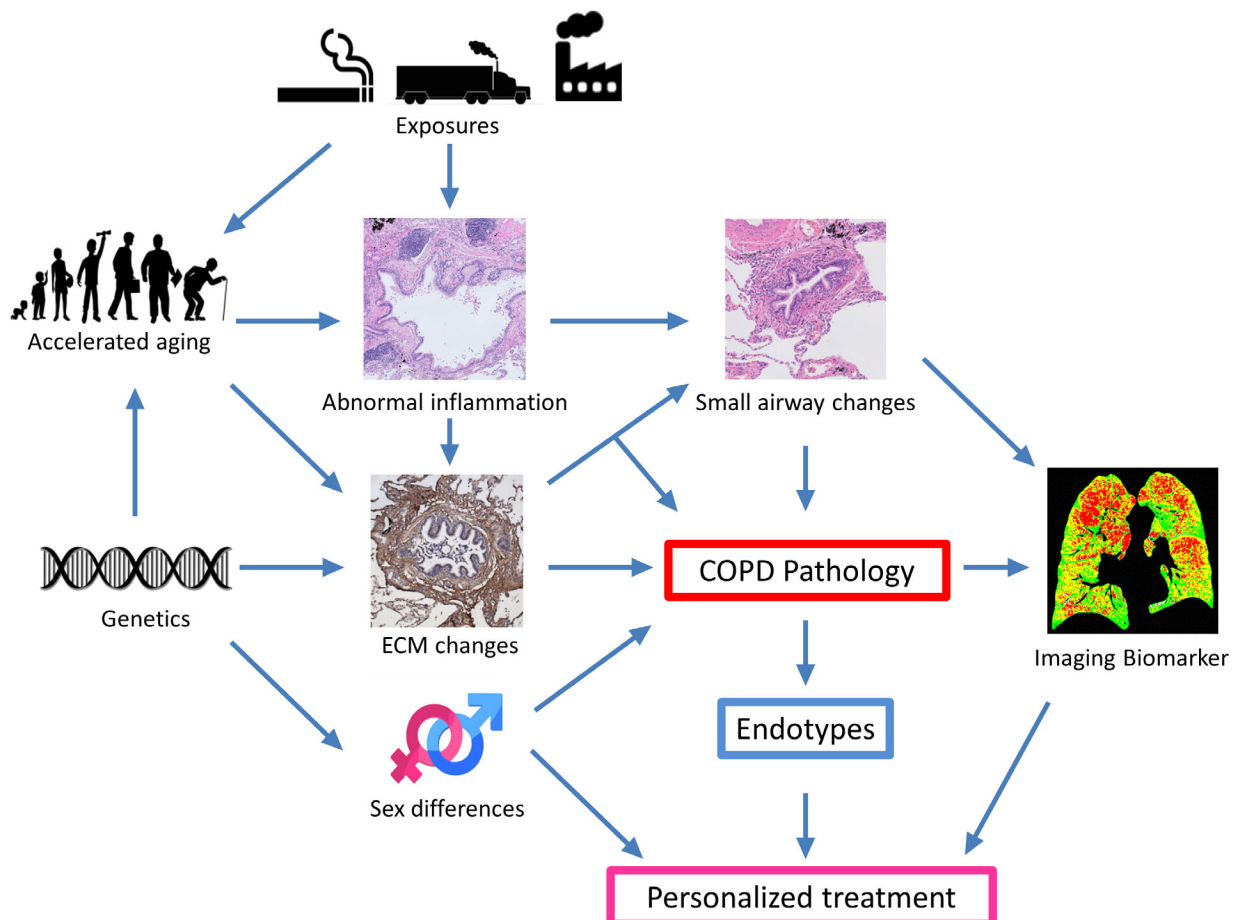 Exposures
Accelerated aging
Abnormal inflammation
Small airway changes
Genetics
ECM changes
COPD Pathology
Imaging Biomarker
Endotypes
Sex differences
Personalized treatment